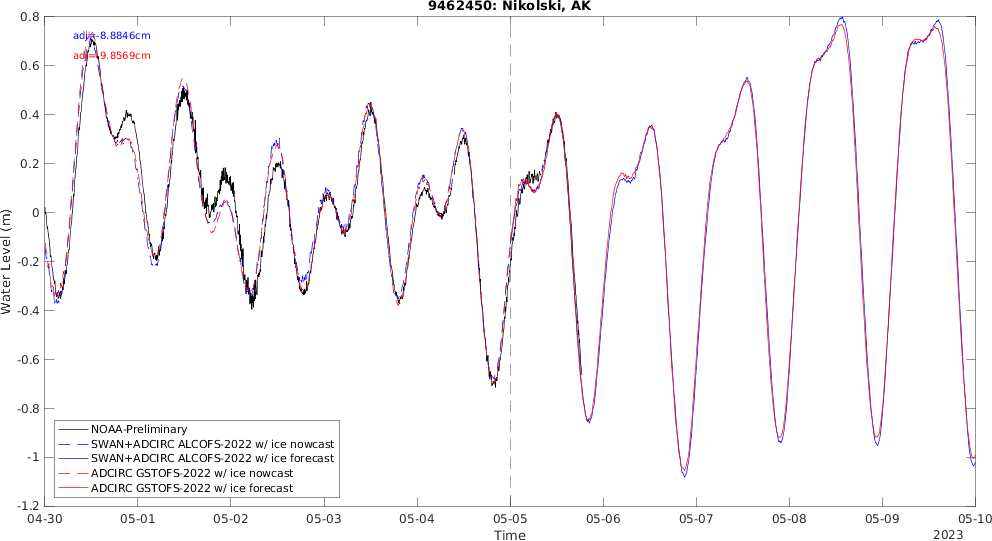 9462450: Nikolski, AK
adj=-8.8846cm
adj=-9.8569cm
0.8
0.6
0.4
0.2
0
-0.2
-0.4
-0.6
-0.8
-1
-1.2
Water Level (m)
NOAA-Preliminary
SWAN+ADCIRC ALCOFS-2022 w/ ice nowcast
SWAN+ADCIRC ALCOFS-2022 w/ ice forecast
ADCIRC GSTOFS-2022 w/ ice nowcast
ADCIRC GSTOFS-2022 w/ ice forecast
04-30 05-01 05-02 05-03 05-04 05-05 05-06 05-07 05-08 05-09 05-10
Time
2023